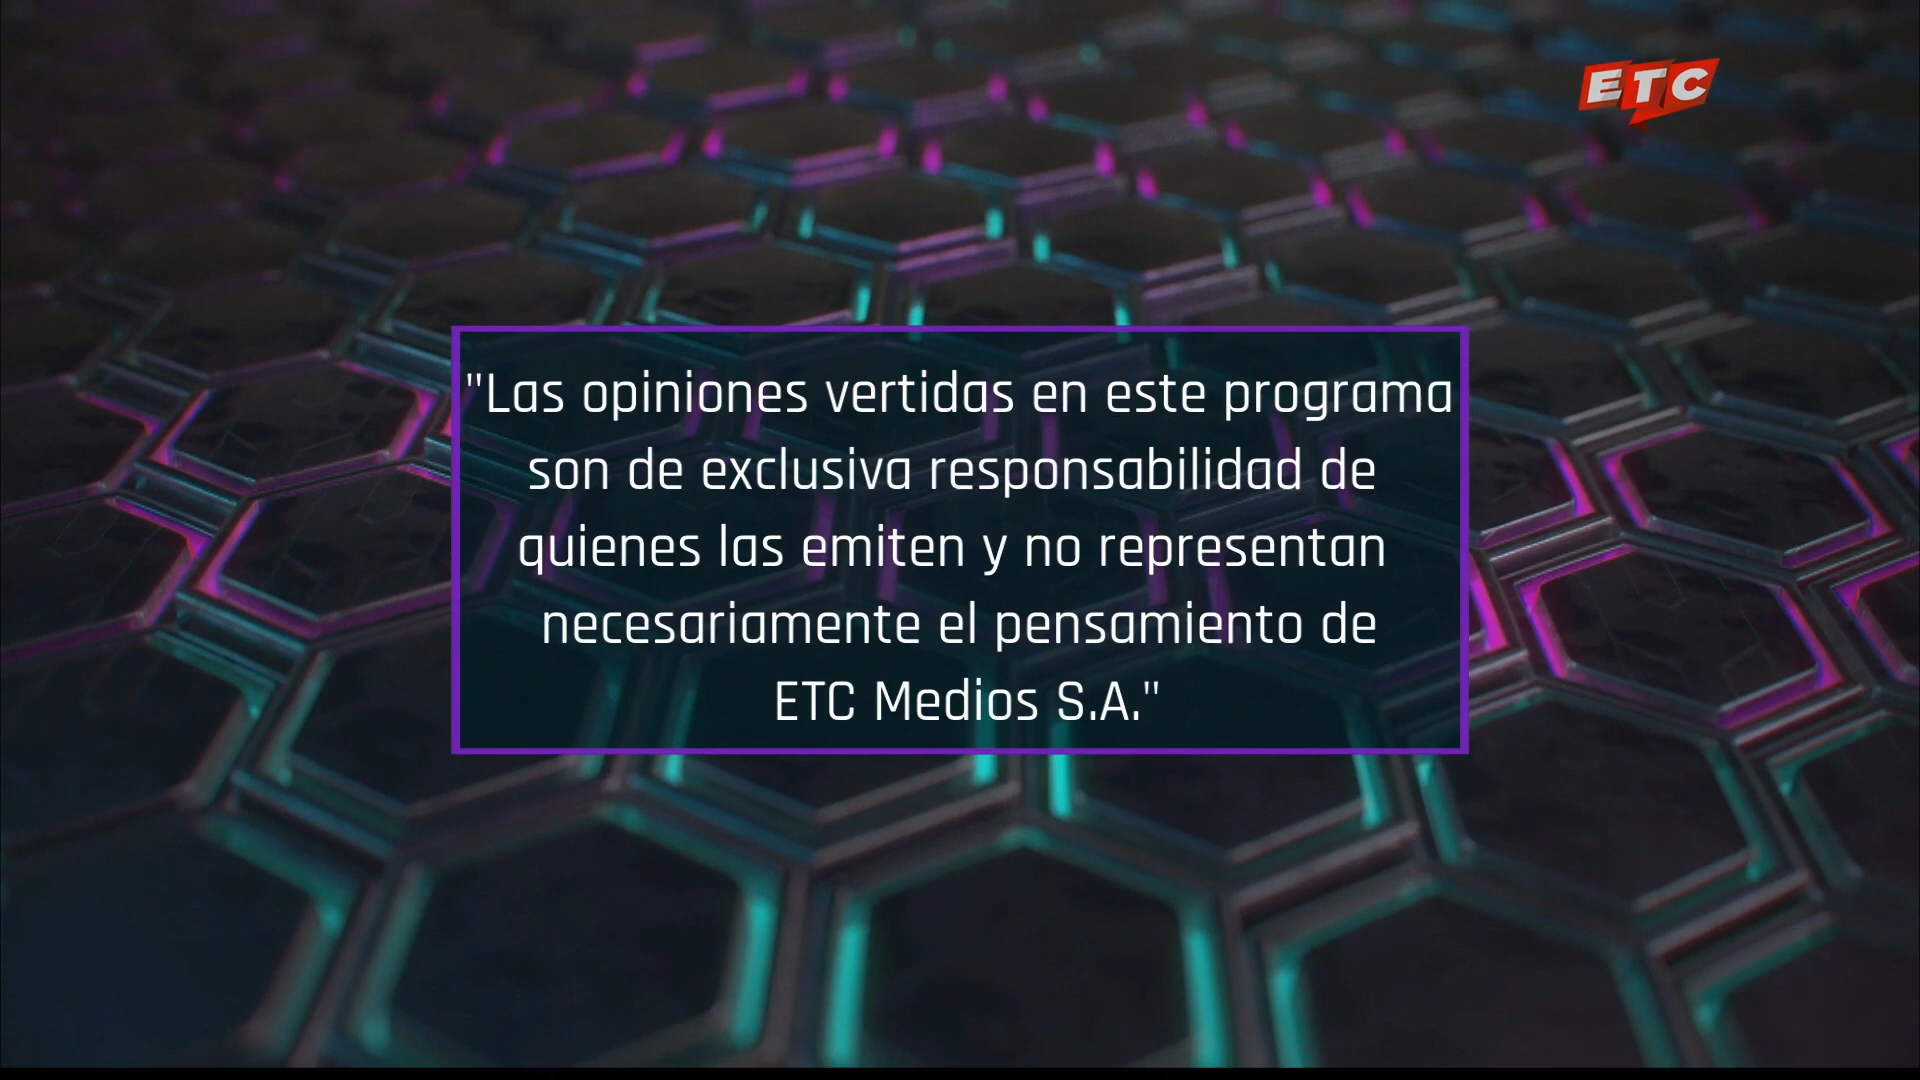 ETC
"Las opiniones vertidas en este programa
son de exclusiva responsabilidad de
quienes las emiten y no representan
necesariamente el pensamiento de
ETC Medios S.A."